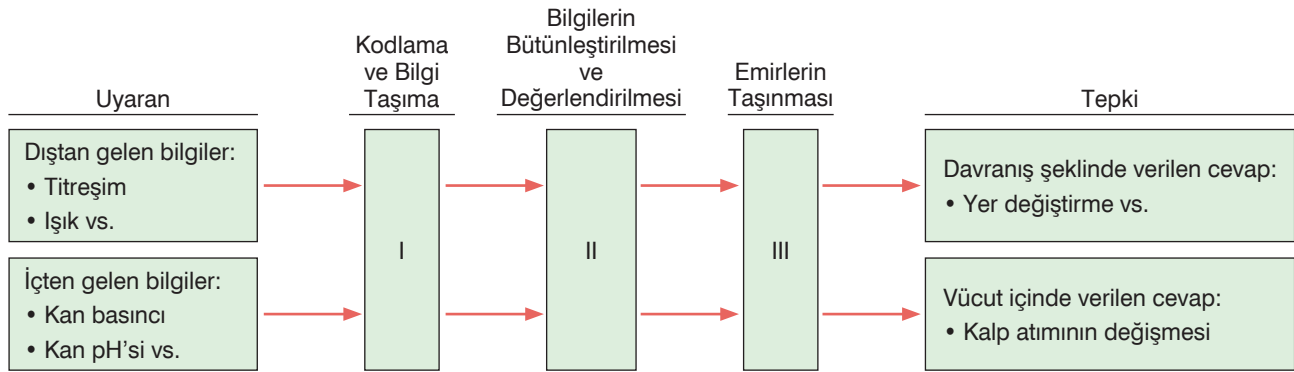 Uyaran
Dıştan gelen bilgiler:
• Titreşim
• Işık vs.
İçten gelen bilgiler:
• Kan basıncı
• Kan pH’si vs.
Kodlama
ve Bilgi
Taşıma
I
Bilgilerin
Bütünleştirilmesi
ve
Değerlendirilmesi
II
Emirlerin
Taşınması
III
Tepki
Davranış şeklinde verilen cevap:
• Yer değiştirme vs.
Vücut içinde verilen cevap:
• Kalp atımının değişmesi